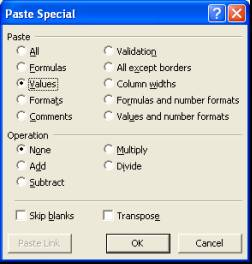 Paste Special
Paste
All
Validation
Formulas
All except borders
Values
Column widths
Formats
Formulas and number formats
Comments
Values and number formats
Operation
None
Multiply
Add
Divide
Subtract
Skip blanks
Transpose
Paste Link
OK
Cancel